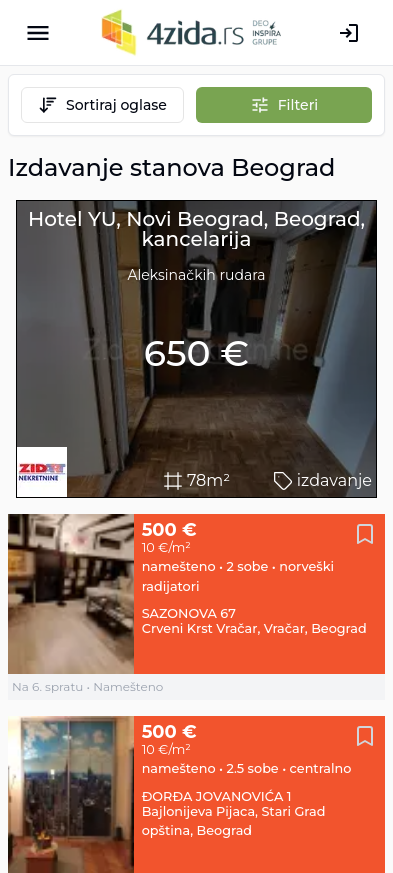 4zida.rs
DEO
INSPIRA
GRUPE
Sortiraj oglase
Filteri
Izdavanje stanova Beograd
Hotel YU, Novi Beograd, Beograd,
kancelarija
Aleksinačkih rudara
650 €
NEKRETNINE
78m²
izdavanje
500 €
10 €/m²
namešteno • 2 sobe • norveški
radijatori
SAZONOVA 67
Crveni Krst Vračar, Vračar, Beograd
Na 6. spratu • Namešteno
500 €
10 €/m²
namešteno • 2.5 sobe • centralno
ĐORĐA JOVANOVIĆA 1
Bajlonijeva Pijaca, Stari Grad
opština, Beograd